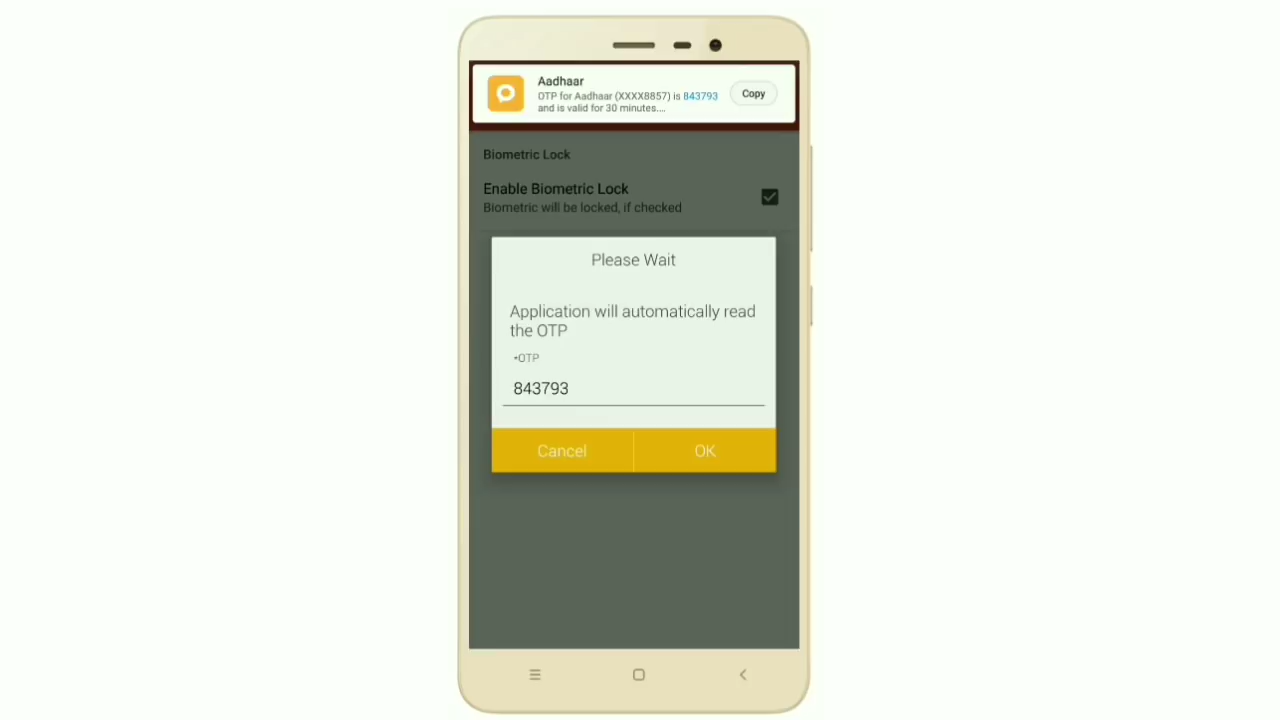 Aadhaar
OTP for Aadhaar (XXXX8857) is 843793
and is valid for 30 minutes....
Copy
Biometric Lock
Enable Biometric Lock
Biometric will be locked, if checked
Please Wait
Application will automatically read
the OTP
*OTP
843793
Cancel
OK